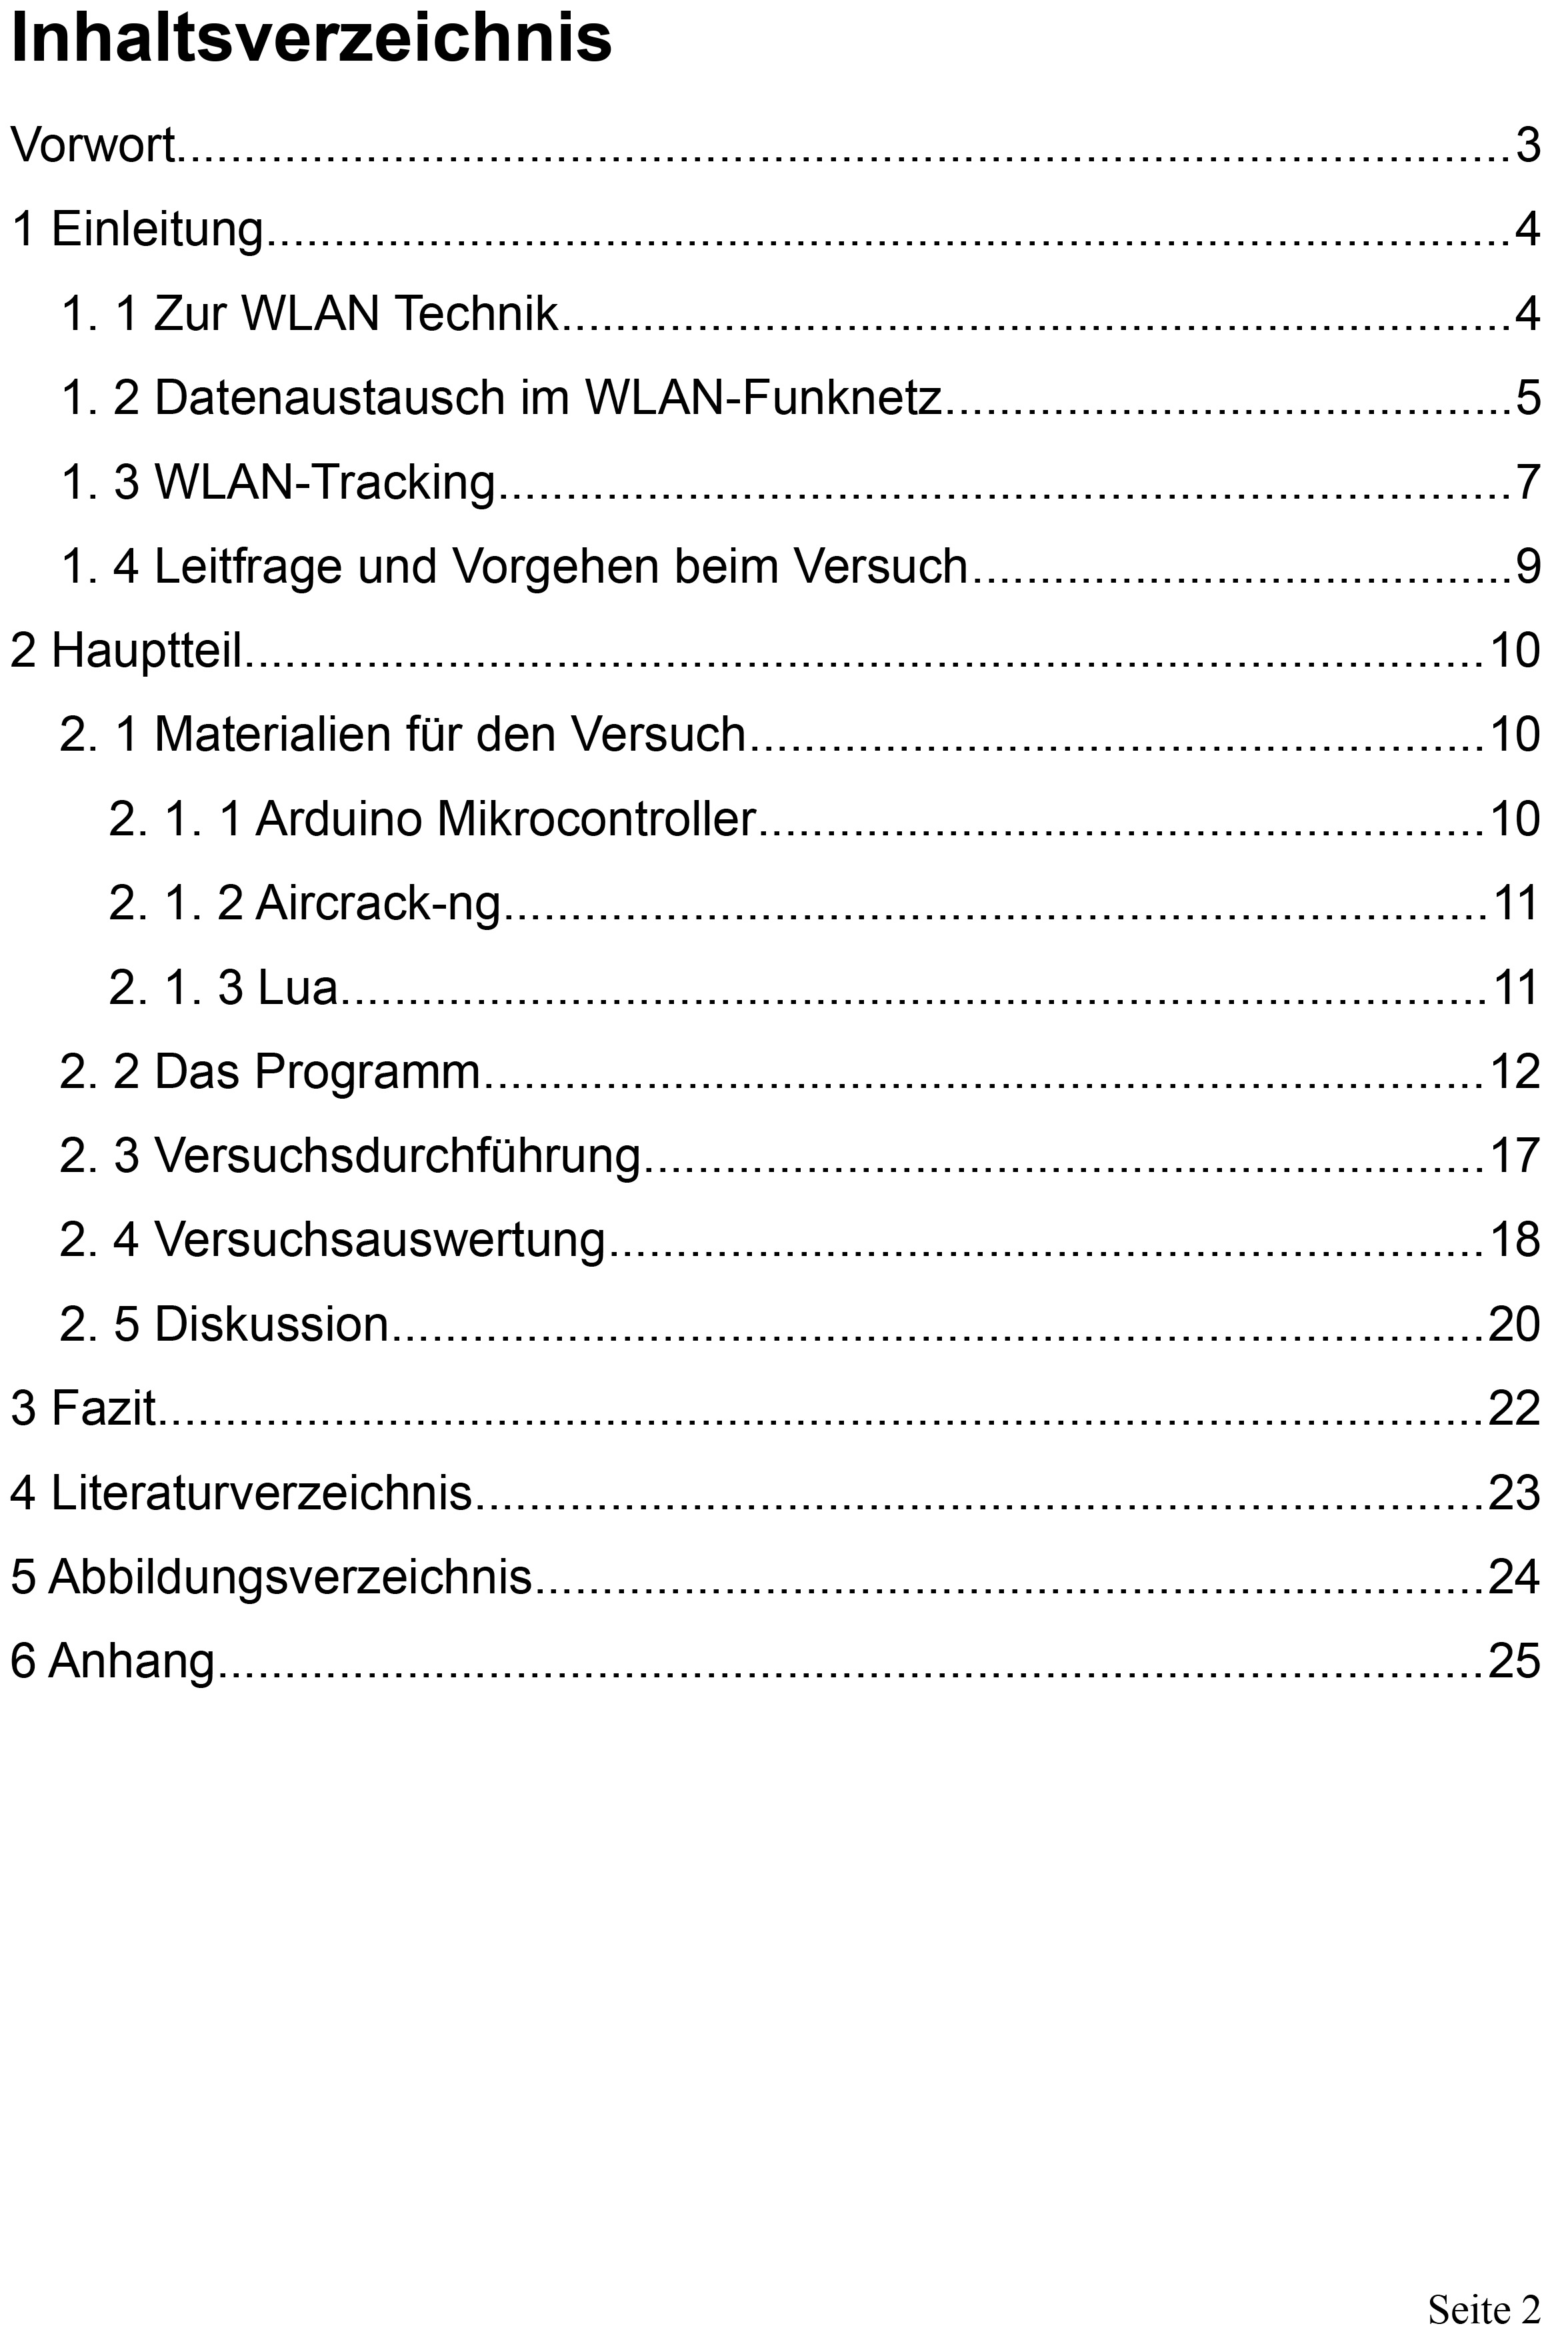 Inhaltsverzeichnis
Vorwort..........3
1 Einleitung..........4
1. 1 Zur WLAN Technik..........4
1. 2 Datenaustausch im WLAN-Funknetz..........5
1. 3 WLAN-Tracking..........7
1. 4 Leitfrage und Vorgehen beim Versuch..........9
2 Hauptteil..........10
2. 1 Materialien für den Versuch..........10
2. 1. 1 Arduino Mikrocontroller..........10
2. 1. 2 Aircrack-ng..........11
2. 1. 3 Lua..........11
2. 2 Das Programm..........12
2. 3 Versuchsdurchführung..........17
2. 4 Versuchsauswertung..........18
2. 5 Diskussion..........20
3 Fazit..........22
4 Literaturverzeichnis..........23
5 Abbildungsverzeichnis..........24
6 Anhang..........25
Seite 2